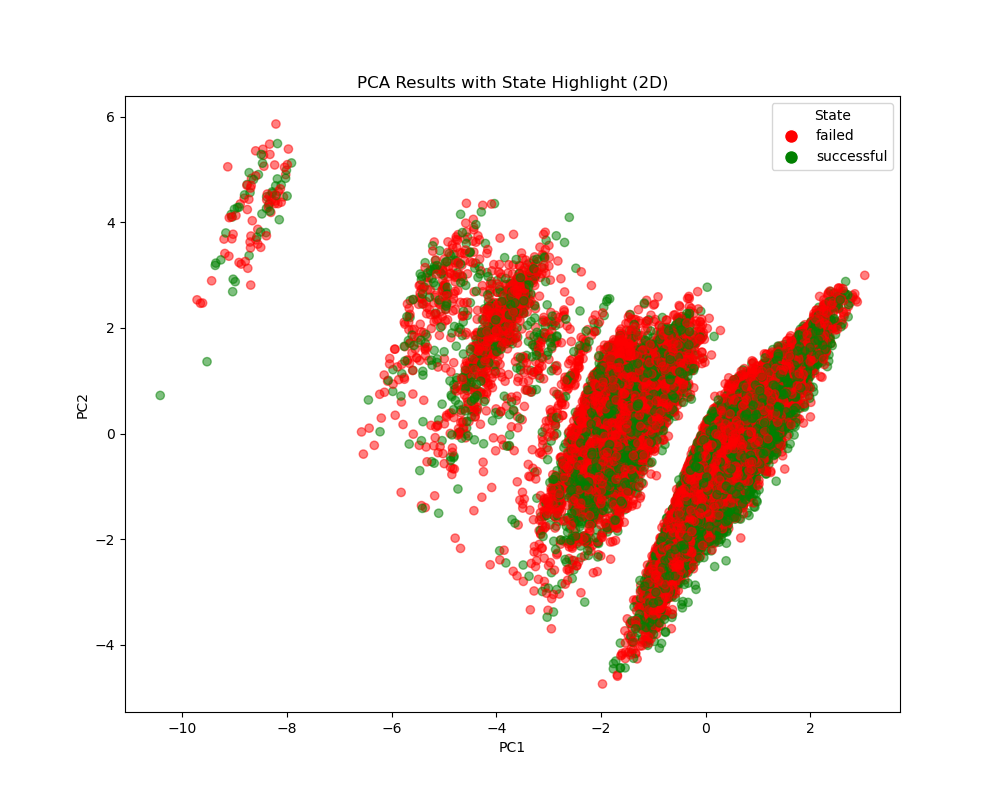 PCA Results with State Highlight (2D)
State
failed
successful
6
4
2
0
−2
−4
PC2
−10
−8
−6
−4
−2
0
2
PC1